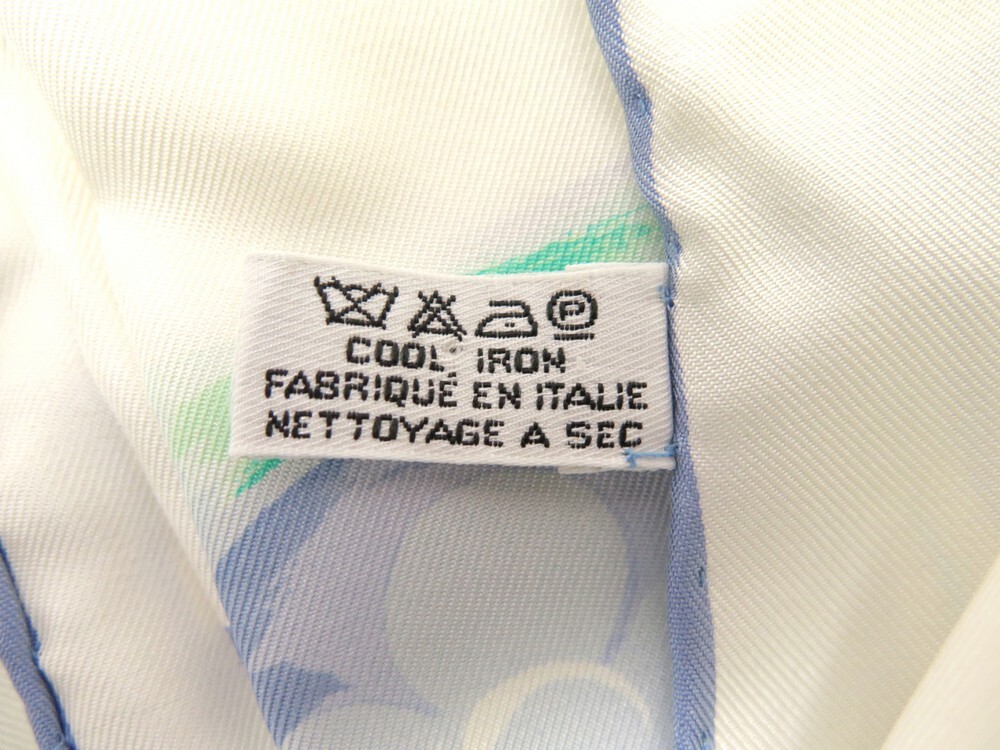 P
COOL IRON
FABRIQUÉ EN ITALIE
NETTOYAGE A SEC